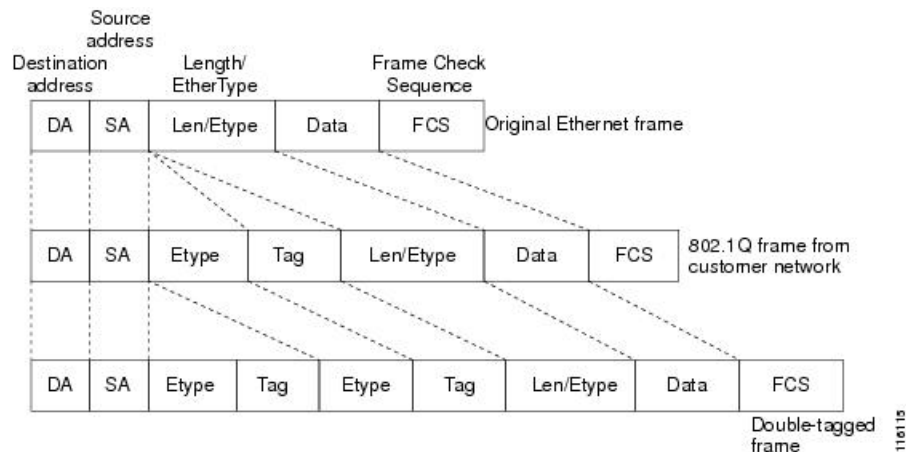 Source
address
Destination
address
Length/
EtherType
Frame Check
Sequence
DA SA Len/Etype Data FCS Original Ethernet frame
DA SA Etype Tag Len/Etype Data FCS 802.1Q frame from
customer network
DA SA Etype Tag Etype Tag Len/Etype Data FCS
Double-tagged
frame
116115